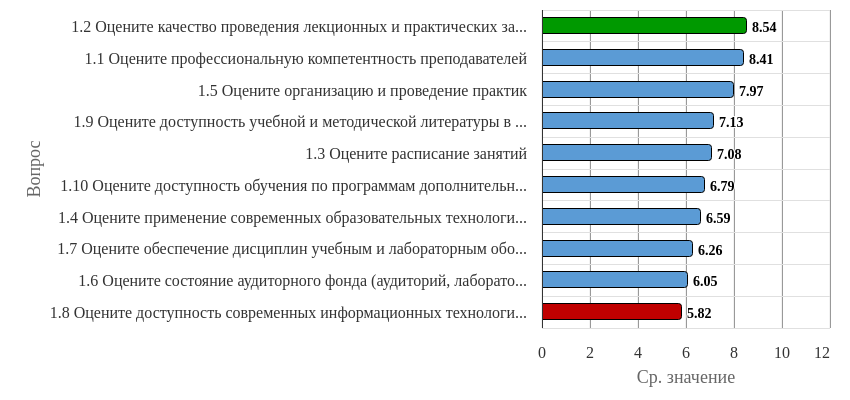 1.2 Оцените качество проведения лекционных и практических за... 8.54
1.1 Оцените профессиональную компетентность преподавателей 8.41
1.5 Оцените организацию и проведение практик 7.97
1.9 Оцените доступность учебной и методической литературы в ... 7.13
1.3 Оцените расписание занятий 7.08
1.10 Оцените доступность обучения по программам дополнительн... 6.79
1.4 Оцените применение современных образовательных технологи... 6.59
1.7 Оцените обеспечение дисциплин учебным и лабораторным обо... 6.26
1.6 Оцените состояние аудиторного фонда (аудиторий, лаборато... 6.05
1.8 Оцените доступность современных информационных технологи... 5.82
Вопрос
0 2 4 6 8 10 12
Ср. значение